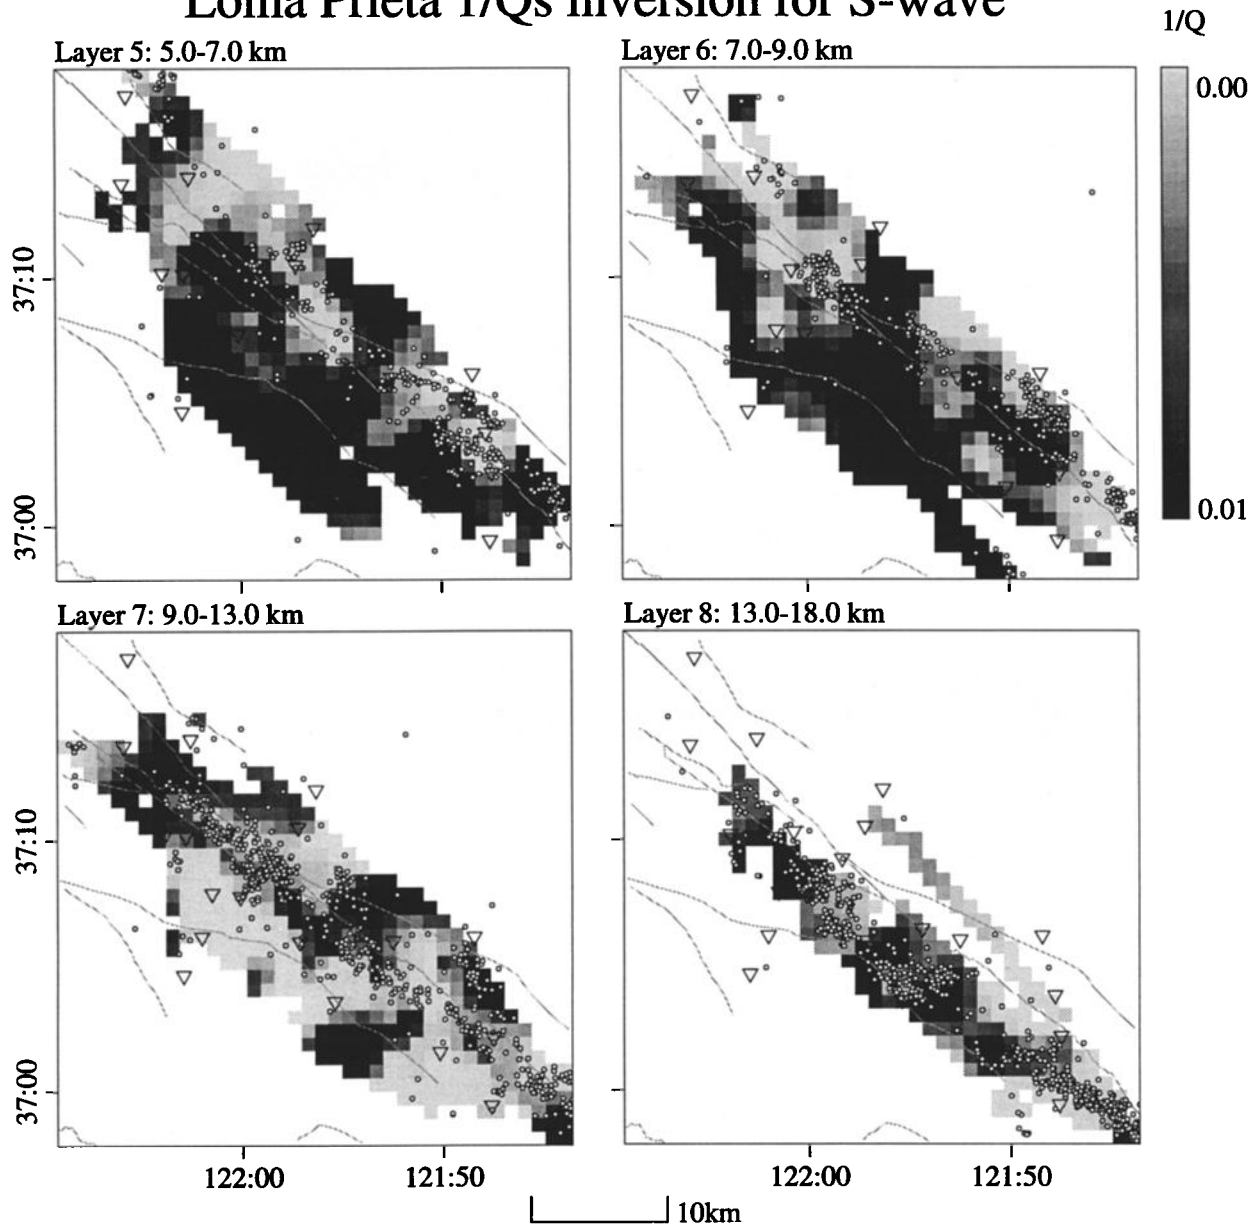 Loma Prieta 1/Qs inversion for S-wave
1/Q
Layer 5: 5.0-7.0 km
Layer 6: 7.0-9.0 km
0.00
37:10
37:00
0.01
Layer 7: 9.0-13.0 km
Layer 8: 13.0-18.0 km
37:10
37:00
122:00
121:50
122:00
121:50
10km